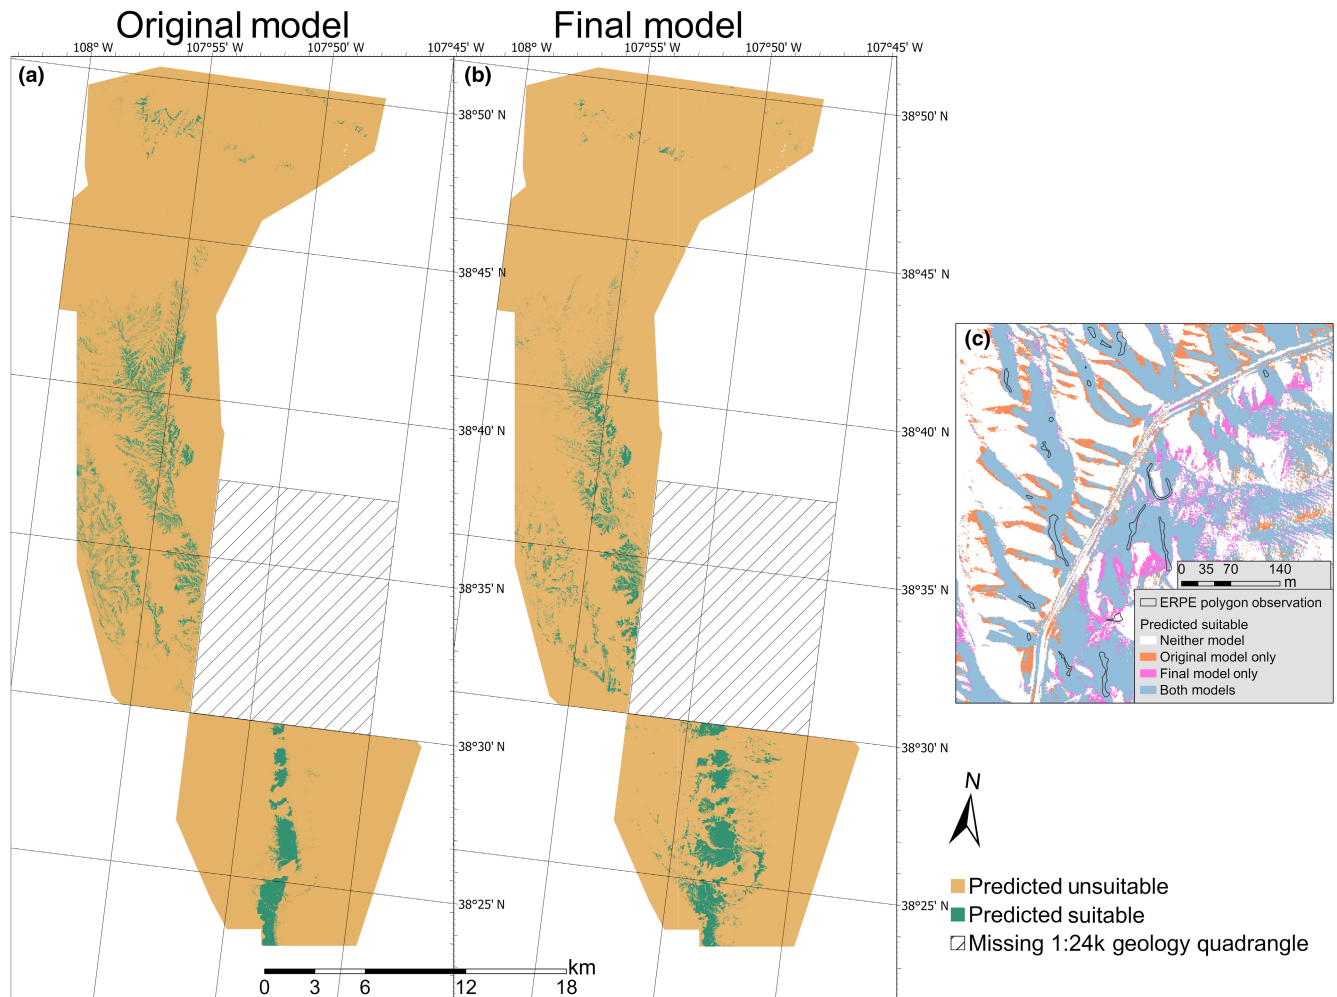 Original model
Final model
108° W
107°55' W
107°50' W
107°45' W
108° W
107°55' W
107°50' W
107°45' W
(a)
(b)
38°50' N
38°50' N
38°45' N
38°45' N
38°40' N
38°40' N
38°35' N
38°35' N
38°30' N
38°30' N
38°25' N
38°25' N
(c)
0 35 70 140
m
ERPE polygon observation
Predicted suitable
Neither model
Original model only
Final model only
Both models
N
Predicted unsuitable
Predicted suitable
Missing 1:24k geology quadrangle
km
0 3 6 12 18